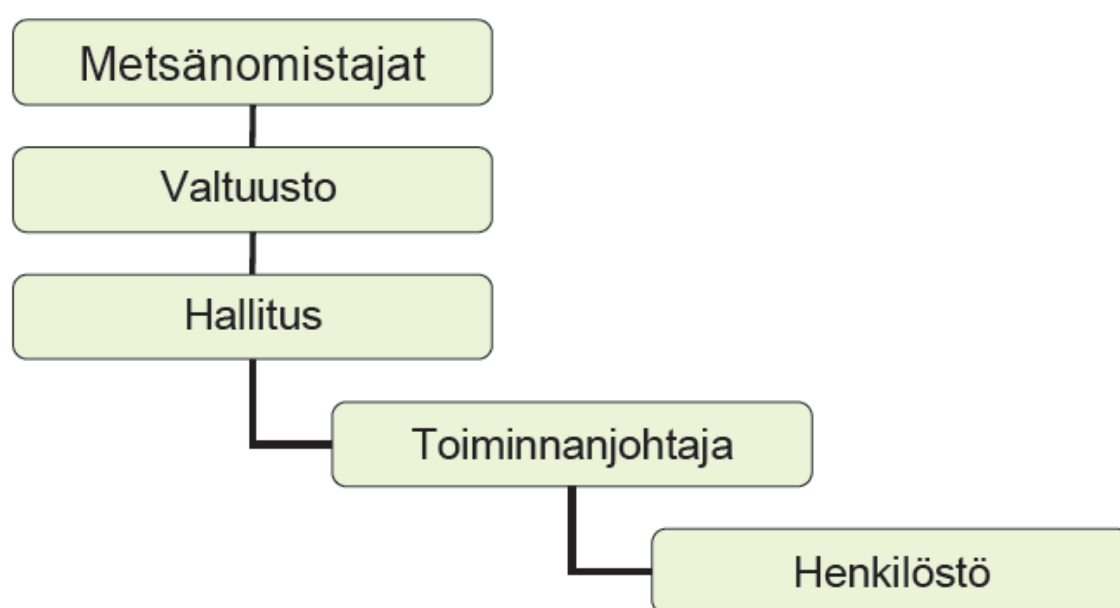 Metsänomistajat
Valtuusto
Hallitus
Toiminnanjohtaja
Henkilöstö